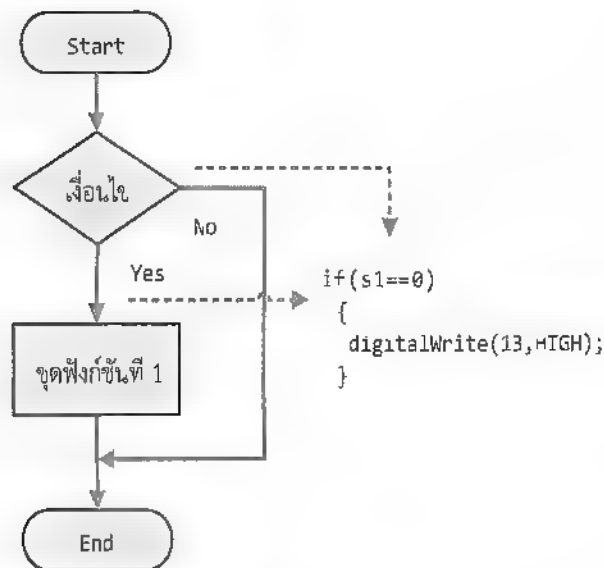 Start
เงื่อนไข
No
Yes
if(s1==0)
{
digitalWrite(13,HIGH);
}
ชุดฟังก์ชันที่ 1
End